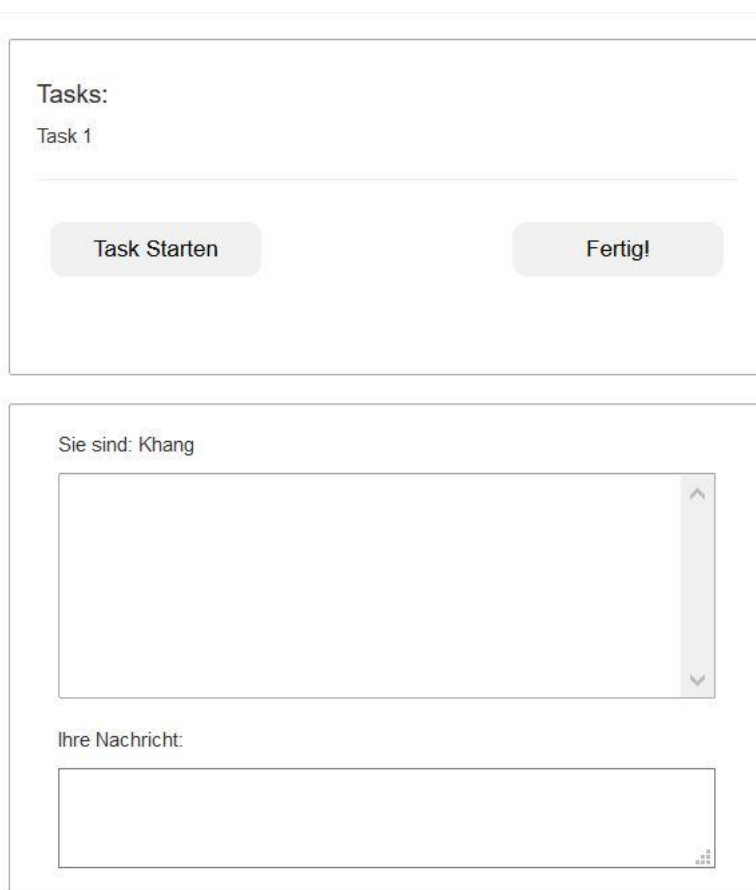 Tasks:
Task 1
Task Starten Fertig!
Sie sind: Khang
Ihre Nachricht: